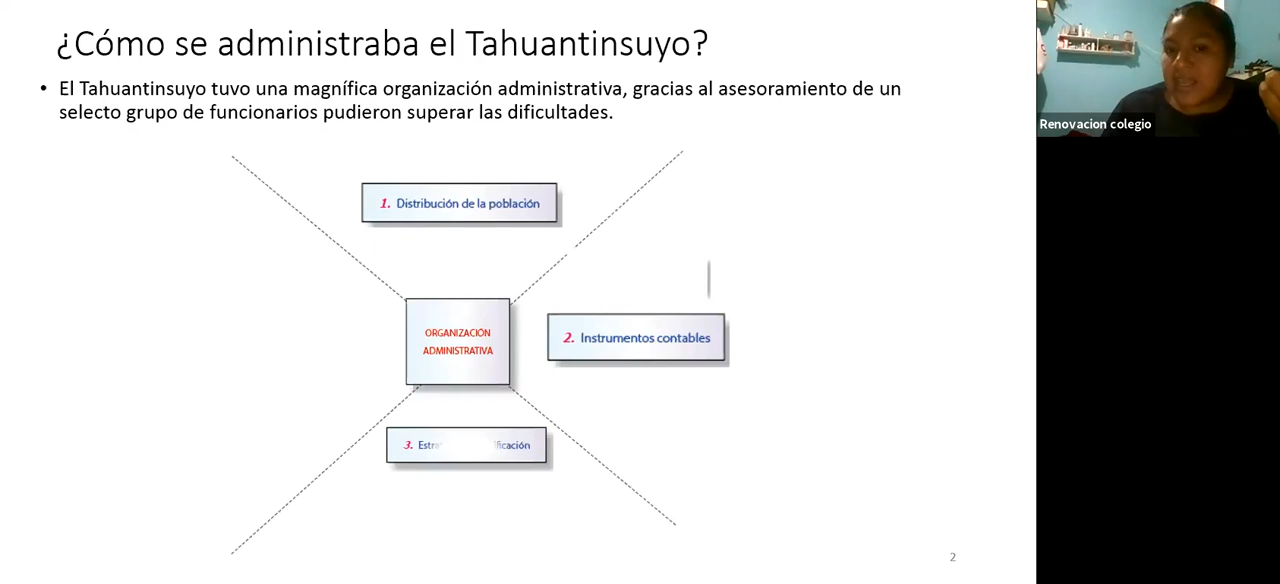 ¿Cómo se administraba el Tahuantinsuyo?
• El Tahuantinsuyo tuvo una magnífica organización administrativa, gracias al asesoramiento de un
selecto grupo de funcionarios pudieron superar las dificultades.
Renovacion colegio
1. Distribución de la población
ORGANIZACIÓN
ADMINISTRATIVA
2. Instrumentos contables
3.
2